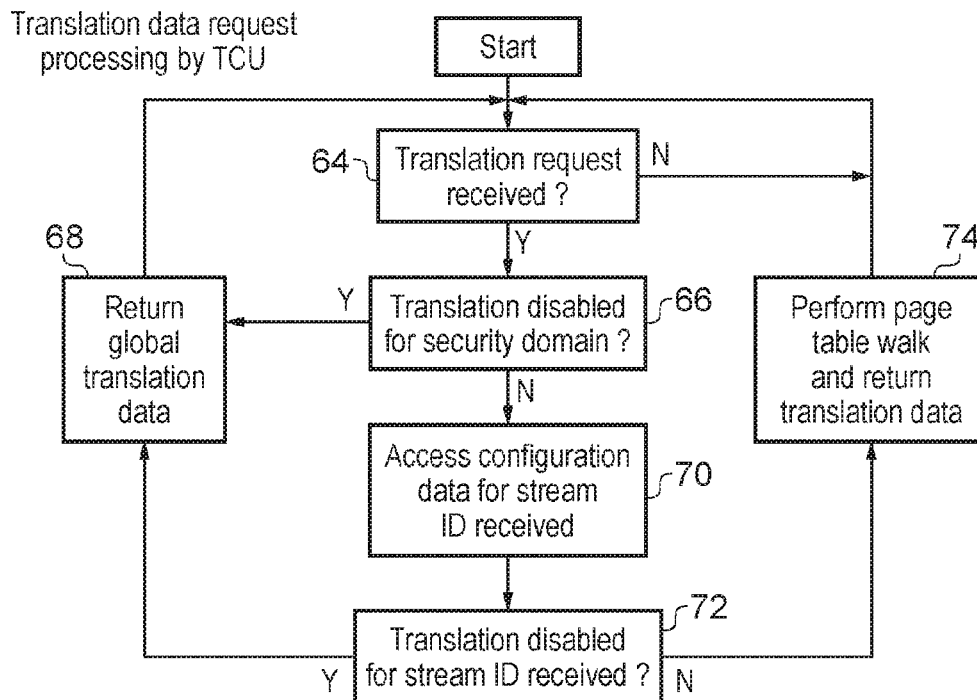 Translation data request
processing by TCU
Start
64
Translation request
received ?
N
Y
68
Return
global
translation
data
Y
Translation disabled
for security domain ?
66
N
74
Perform page
table walk
and return
translation data
Access configuration
data for stream
ID received
70
72
Translation disabled
for stream ID received ?
Y
N